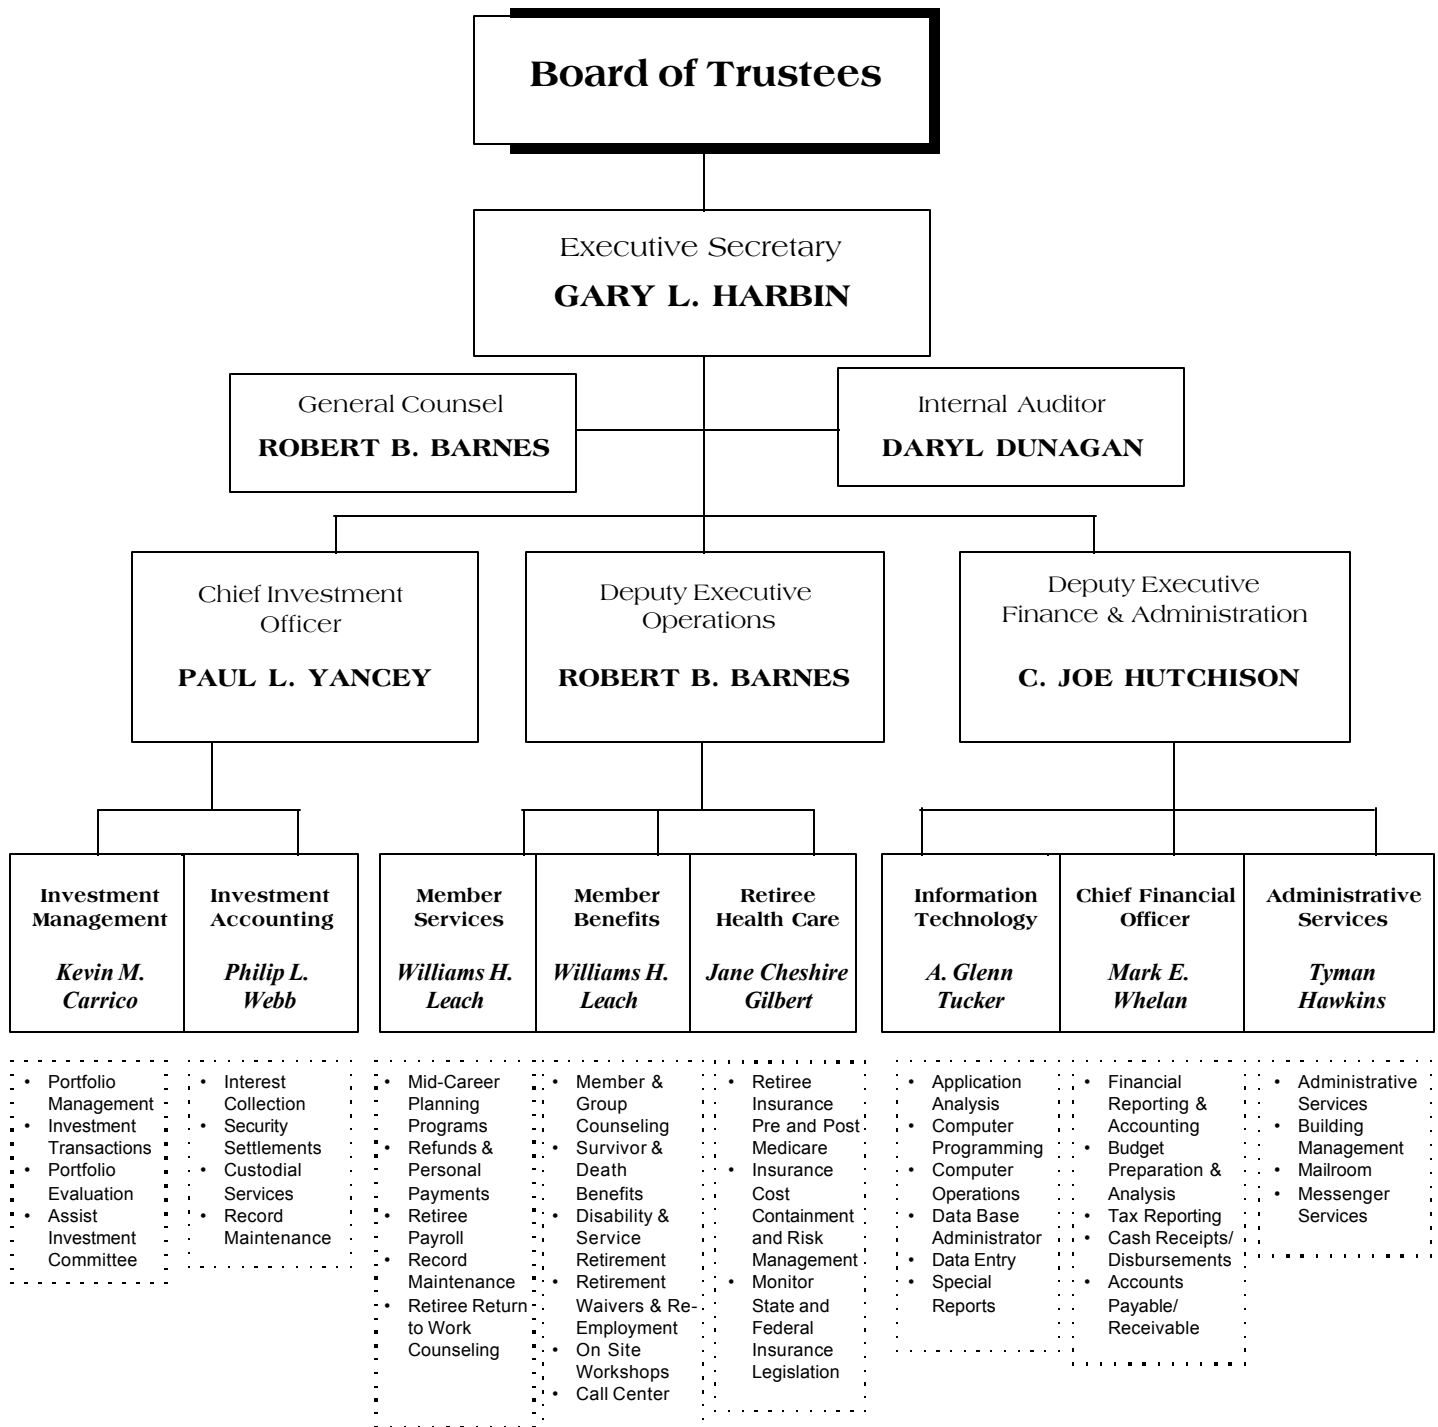 Board of Trustees
Executive Secretary
GARY L. HARBIN
General Counsel
ROBERT B. BARNES
Internal Auditor
DARYL DUNAGAN
Chief Investment
Officer
PAUL L. YANCEY
Deputy Executive
Operations
ROBERT B. BARNES
Deputy Executive
Finance & Administration
C. JOE HUTCHISON
Investment
Management
Kevin M.
Carrico
Investment
Accounting
Philip L.
Webb
Member
Services
Williams H.
Leach
Member
Benefits
Williams H.
Leach
Retiree
Health Care
Jane Cheshire
Gilbert
Information
Technology
A. Glenn
Tucker
Chief Financial
Officer
Mark E.
Whelan
Administrative
Services
Tyman
Hawkins
• Portfolio
Management
• Investment
Transactions
• Portfolio
Evaluation
• Assist
Investment
Committee
• Interest
Collection
• Security
Settlements
• Custodial
Services
• Record
Maintenance
• Mid-Career
Planning
Programs
• Refunds &
Personal
Payments
• Retiree
Payroll
• Record
Maintenance
• Retiree Return
to Work
Counseling
• Member &
Group
Counseling
• Survivor &
Death
Benefits
• Disability &
Service
Retirement
• Retirement
Waivers & Re-
Employment
• On Site
Workshops
• Call Center
• Retiree
Insurance
Pre and Post
Medicare
• Insurance
Cost
Containment
and Risk
Management
• Monitor
State and
Federal
Insurance
Legislation
• Application
Analysis
• Computer
Programming
• Computer
Operations
• Data Base
Administrator
• Data Entry
• Special
Reports
• Financial
Reporting &
Accounting
• Budget
Preparation &
Analysis
• Tax Reporting
• Cash Receipts/
Disbursements
• Accounts
Payable/
Receivable
• Administrative
Services
• Building
Management
• Mailroom
• Messenger
Services